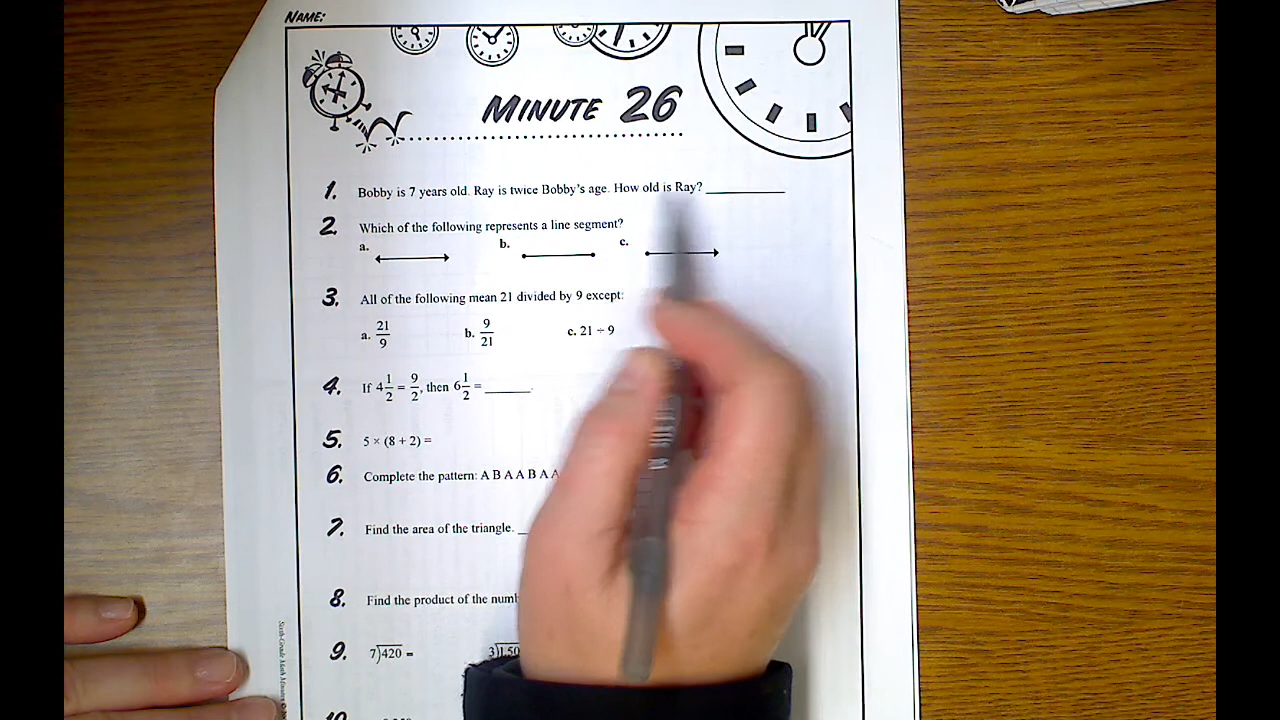 NAME:
MINUTE 26
1. Bobby is 7 years old. Ray is twice Bobby's age. How old is Ray?
2. Which of the following represents a line segment?
a. b. c.
3. All of the following mean 21 divided by 9 except:
a. 21/9 b. 9/21 c. 21 ÷ 9
4. If 4 1/2 = 9/2, then 6 1/2 = ______.
5. 5 × (8 + 2) =
6. Complete the pattern: A B A A B A A
7. Find the area of the triangle.
8. Find the product of the
9. 7)420 =